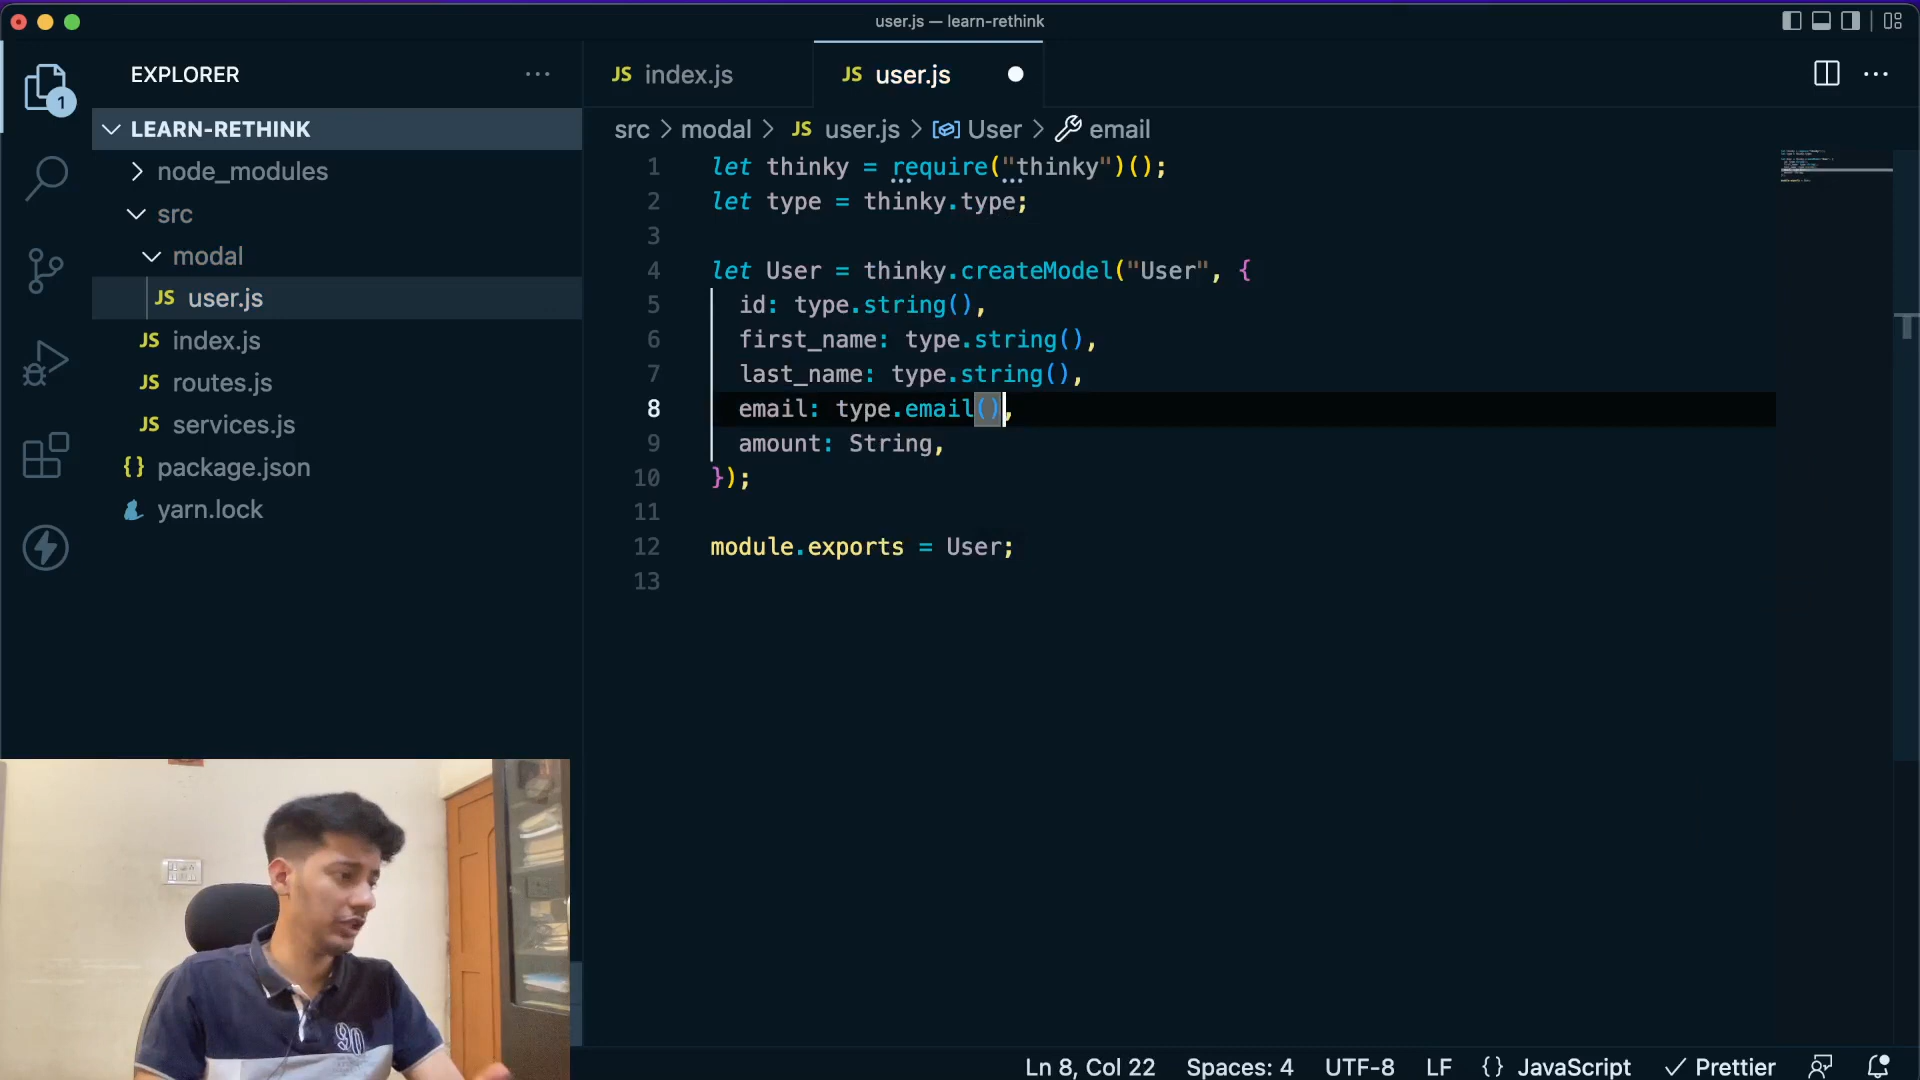 user.js — learn-rethink
EXPLORER
1
LEARN-RETHINK
node_modules
src
modal
JS user.js
JS index.js
JS routes.js
JS services.js
{} package.json
yarn.lock
JS index.js
JS user.js
src > modal > JS user.js > User > email
1 let thinky = require("thinky")();
2 let type = thinky.type;
3
4 let User = thinky.createModel("User", {
5 id: type.string(),
6 first_name: type.string(),
7 last_name: type.string(),
8 email: type.email(),
9 amount: String,
10 });
11
12 module.exports = User;
13
90
Ln 8, Col 22 Spaces: 4 UTF-8 LF {} JavaScript Prettier